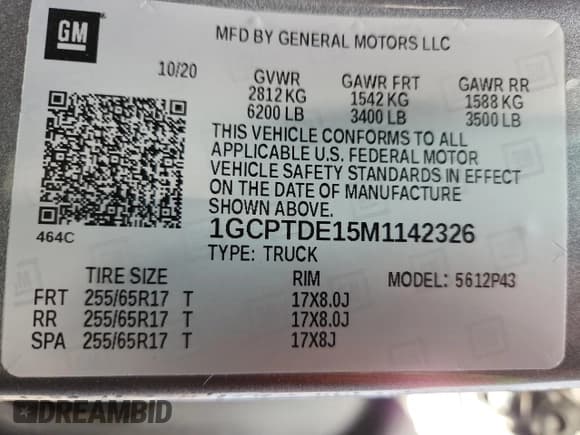 GM
MFD BY GENERAL MOTORS LLC
10/20 GVWR GAWR FRT GAWR RR
2812 KG 1542 KG 1588 KG
6200 LB 3400 LB 3500 LB
THIS VEHICLE CONFORMS TO ALL
APPLICABLE U.S. FEDERAL MOTOR
VEHICLE SAFETY STANDARDS IN EFFECT
ON THE DATE OF MANUFACTURE
SHOWN ABOVE.
464C 1GCPTDE15M1142326
TYPE: TRUCK
TIRE SIZE RIM MODEL: 5612P43
FRT 255/65R17 T 17X8.0J
RR 255/65R17 T 17X8.0J
SPA 255/65R17 T 17X8J
DREAMBID